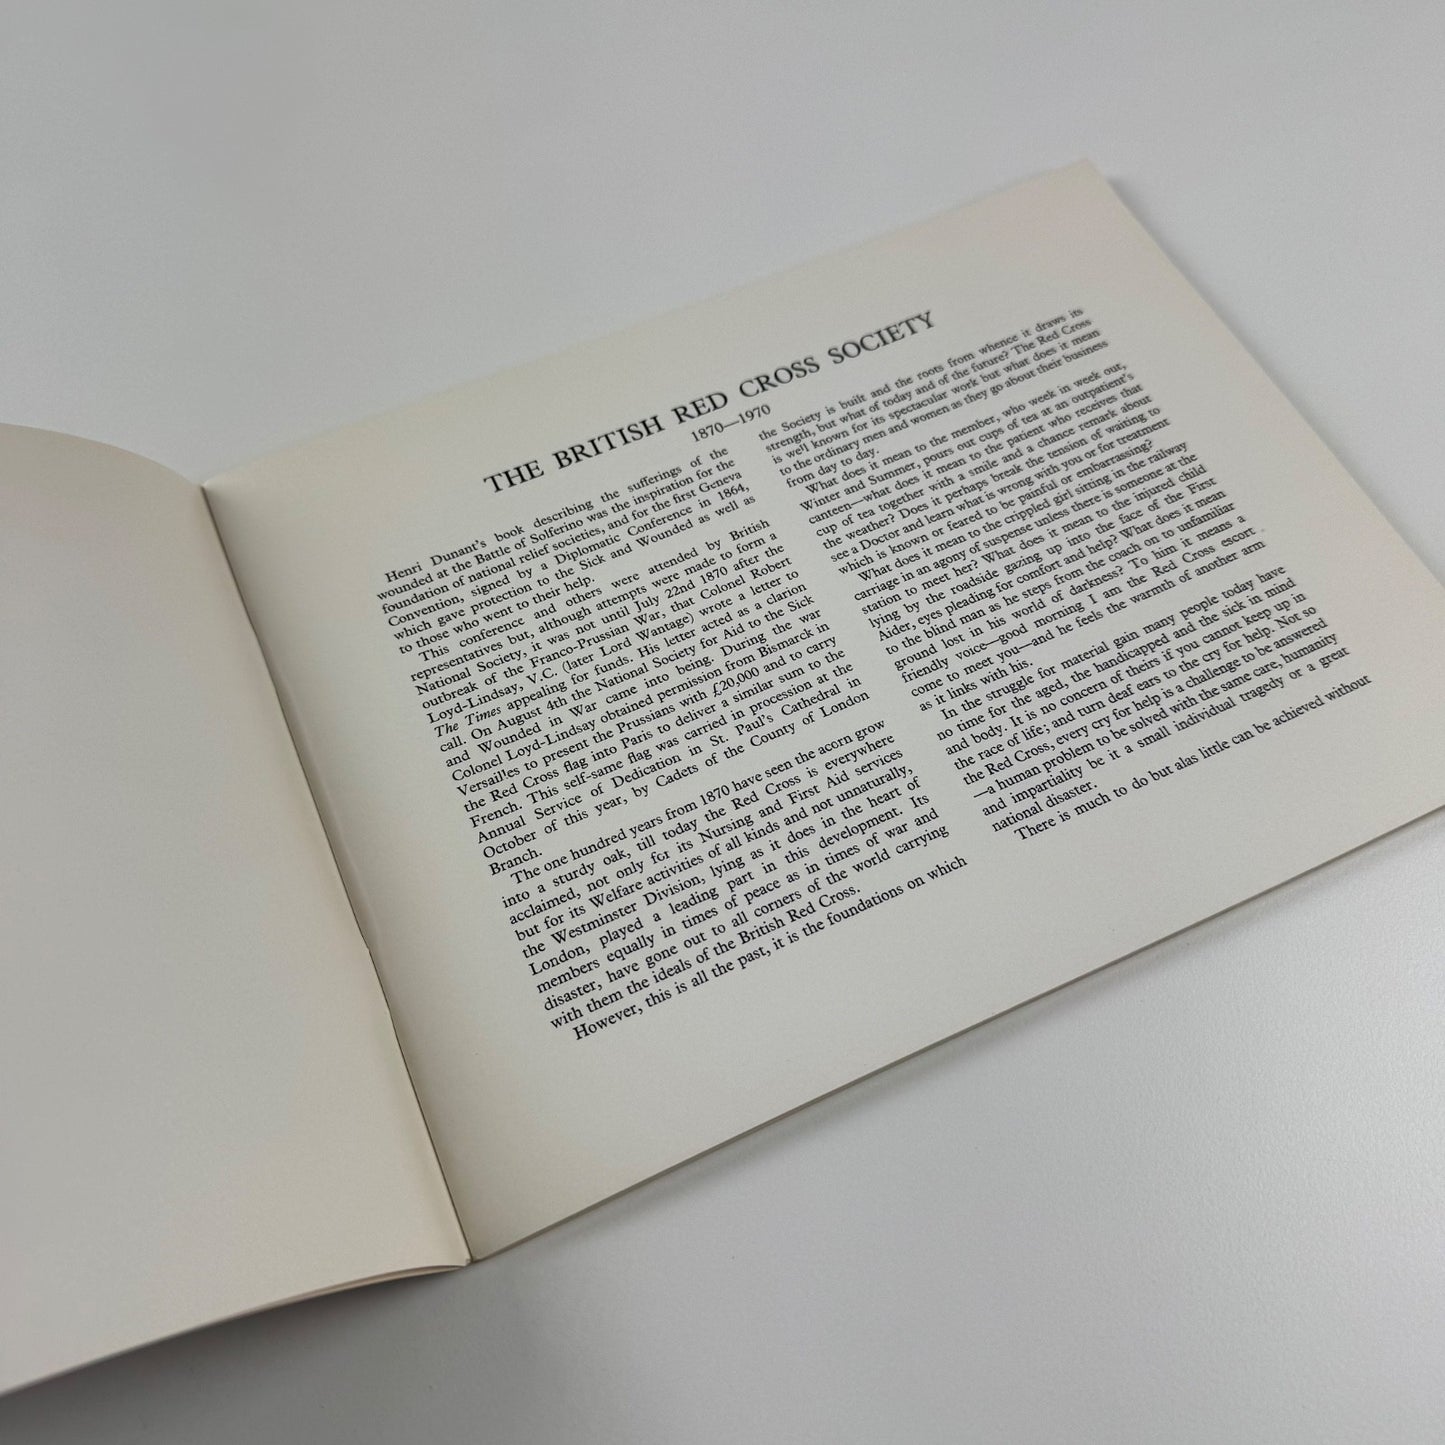 THE BRITISH RED CROSS SOCIETY
1870—1970
Henri Dunant's book describing the sufferings of the
wounded at the Battle of Solferino was the inspiration for the
foundation of national relief societies, and for the first Geneva
Convention, signed by a Diplomatic Conference in 1864,
which gave protection to the Sick and Wounded as well as
to those who went to their help.
This conference and others were attended by British
representatives but, although attempts were made to form a
National Society, it was not until July 22nd 1870 after the
outbreak of the Franco-Prussian War, that Colonel Robert
Loyd-Lindsay, V.C. (later Lord Wantage) wrote a letter to
The Times appealing for funds. His letter acted as a clarion
call. On August 4th the National Society for Aid to the Sick
and Wounded in War came into being. During the war
Colonel Loyd-Lindsay obtained permission from Bismarck in
Versailles to present the Prussians with £20,000 and to carry
the Red Cross flag into Paris to deliver a similar sum to the
French. This self-same flag was carried in procession at the
Annual Service of Dedication in St. Paul's Cathedral in
October of this year, by Cadets of the County of London
Branch.
The one hundred years from 1870 have seen the acorn grow
into a sturdy oak, till today the Red Cross is everywhere
acclaimed, not only for its Nursing and First Aid services
but for its Welfare activities of all kinds and not unnaturally,
the Westminster Division, lying as it does in the heart of
London, played a leading part in this development. Its
members equally in times of peace as in times of war and
disaster, have gone out to all corners of the world carrying
with them the ideals of the British Red Cross.
However, this is all the past, it is the foundations on which
the Society is built and the roots from whence it draws its
strength, but what of today and of the future? The Red Cross
is well known for its spectacular work but what does it mean
to the ordinary men and women as they go about their business
from day to day.
What does it mean to the member, who week in week out,
Winter and Summer, pours out cups of tea at an outpatient's
canteen—what does it mean to the patient who receives that
cup of tea together with a smile and a chance remark about
the weather? Does it perhaps break the tension of waiting to
see a Doctor and learn what is wrong with you or for treatment
which is known or feared to be painful or embarrassing?
What does it mean to the crippled girl sitting in the railway
carriage in an agony of suspense unless there is someone at the
station to meet her? What does it mean to the injured child
lying by the roadside gazing up into the face of the First
Aider, eyes pleading for comfort and help? What does it mean
to the blind man as he steps from the coach on to unfamiliar
ground lost in his world of darkness? To him it means a
friendly voice—good morning I am the Red Cross escort
come to meet you—and he feels the warmth of another arm
as it links with his.
In the struggle for material gain many people today have
no time for the aged, the handicapped and the sick in mind
and body. It is no concern of theirs if you cannot keep up in
the race of life; and turn deaf ears to the cry for help. Not so
the Red Cross, every cry for help is a challenge to be answered
—a human problem to be solved with the same care, humanity
and impartiality be it a small individual tragedy or a great
national disaster.
There is much to do but alas little can be achieved without